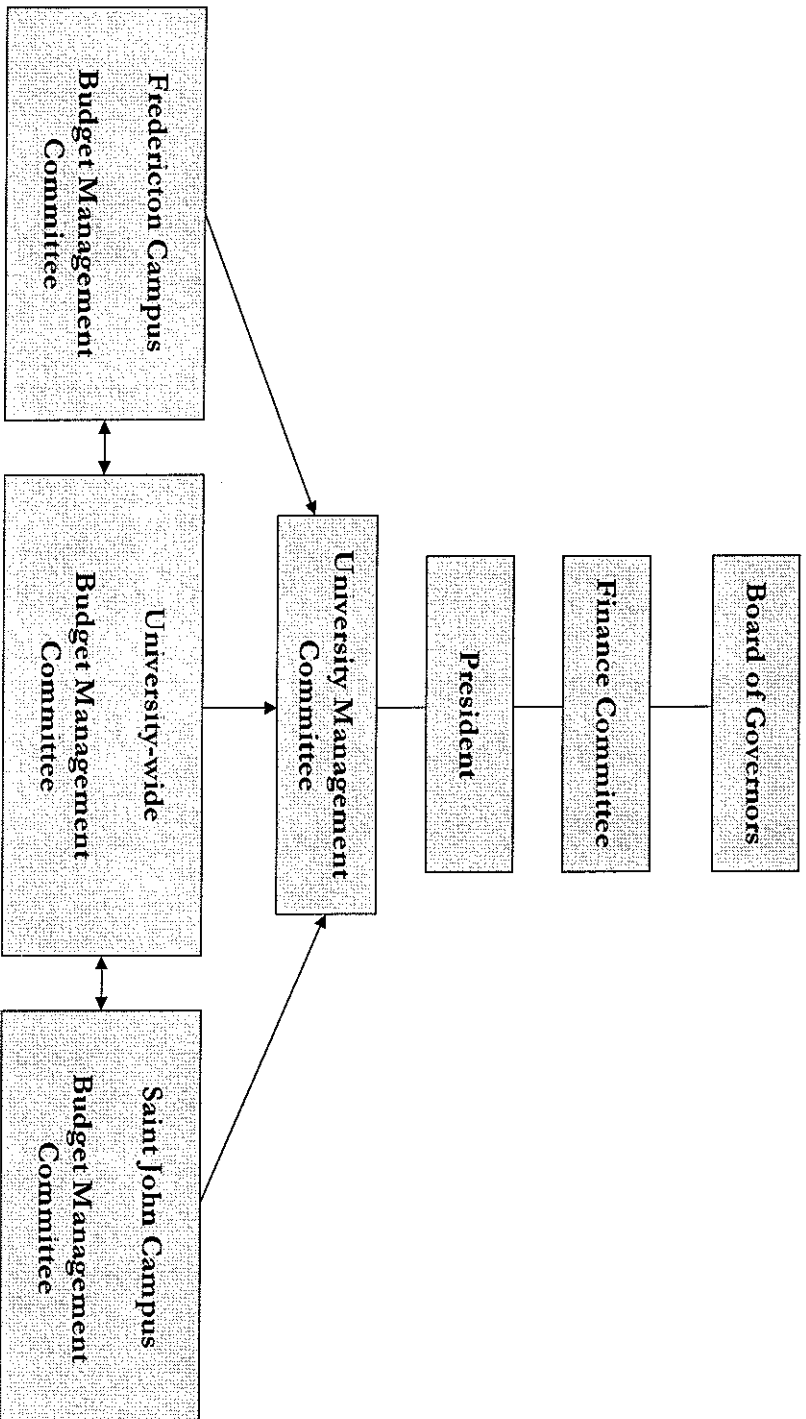 Board of Governors
Finance Committee
President
University Management
Committee
Fredericton Campus
Budget Management
Committee
University-wide
Budget Management
Committee
Saint John Campus
Budget Management
Committee